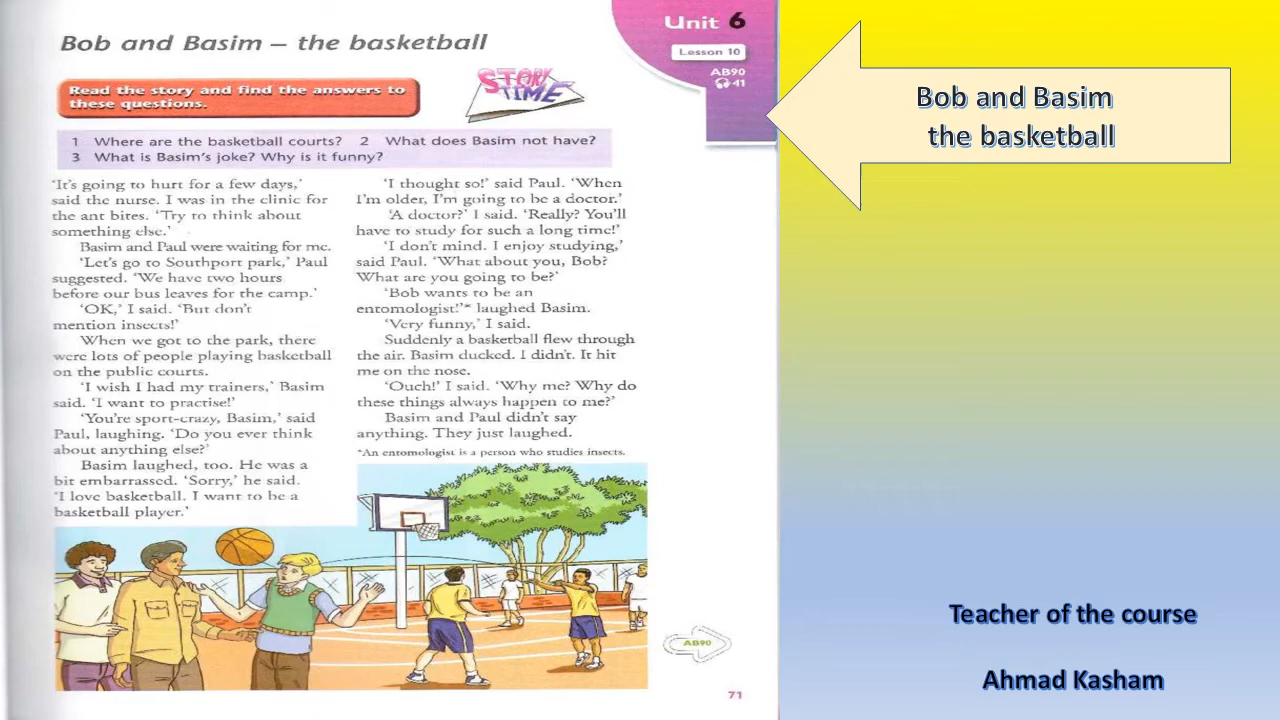 Bob and Basim – the basketball
Unit 6
Lesson 10
AB90
41
Read the story and find the answers to
these questions.
STORY
TIME
1 Where are the basketball courts? 2 What does Basim not have?
3 What is Basim's joke? Why is it funny?
'It's going to hurt for a few days,'
said the nurse. I was in the clinic for
the ant bites. 'Try to think about
something else.'
Basim and Paul were waiting for me.
'Let's go to Southport park,' Paul
suggested. 'We have two hours
before our bus leaves for the camp.'
'OK,' I said. 'But don't
mention insects!'
When we got to the park, there
were lots of people playing basketball
on the public courts.
'I wish I had my trainers,' Basim
said. 'I want to practise!'
'You're sport-crazy, Basim,' said
Paul, laughing. 'Do you ever think
about anything else?'
Basim laughed, too. He was a
bit embarrassed. 'Sorry,' he said.
'I love basketball. I want to be a
basketball player.'
'I thought so!' said Paul. 'When
I'm older, I'm going to be a doctor.'
'A doctor?' I said. 'Really? You'll
have to study for such a long time!'
'I don't mind. I enjoy studying,'
said Paul. 'What about you, Bob?
What are you going to be?'
'Bob wants to be an
entomologist!'* laughed Basim.
'Very funny,' I said.
Suddenly a basketball flew through
the air. Basim ducked. I didn't. It hit
me on the nose.
'Ouch!' I said. 'Why me? Why do
these things always happen to me?'
Basim and Paul didn't say
anything. They just laughed.
*An entomologist is a person who studies insects.
AB90
71
Bob and Basim
the basketball
Teacher of the course
Ahmad Kasham